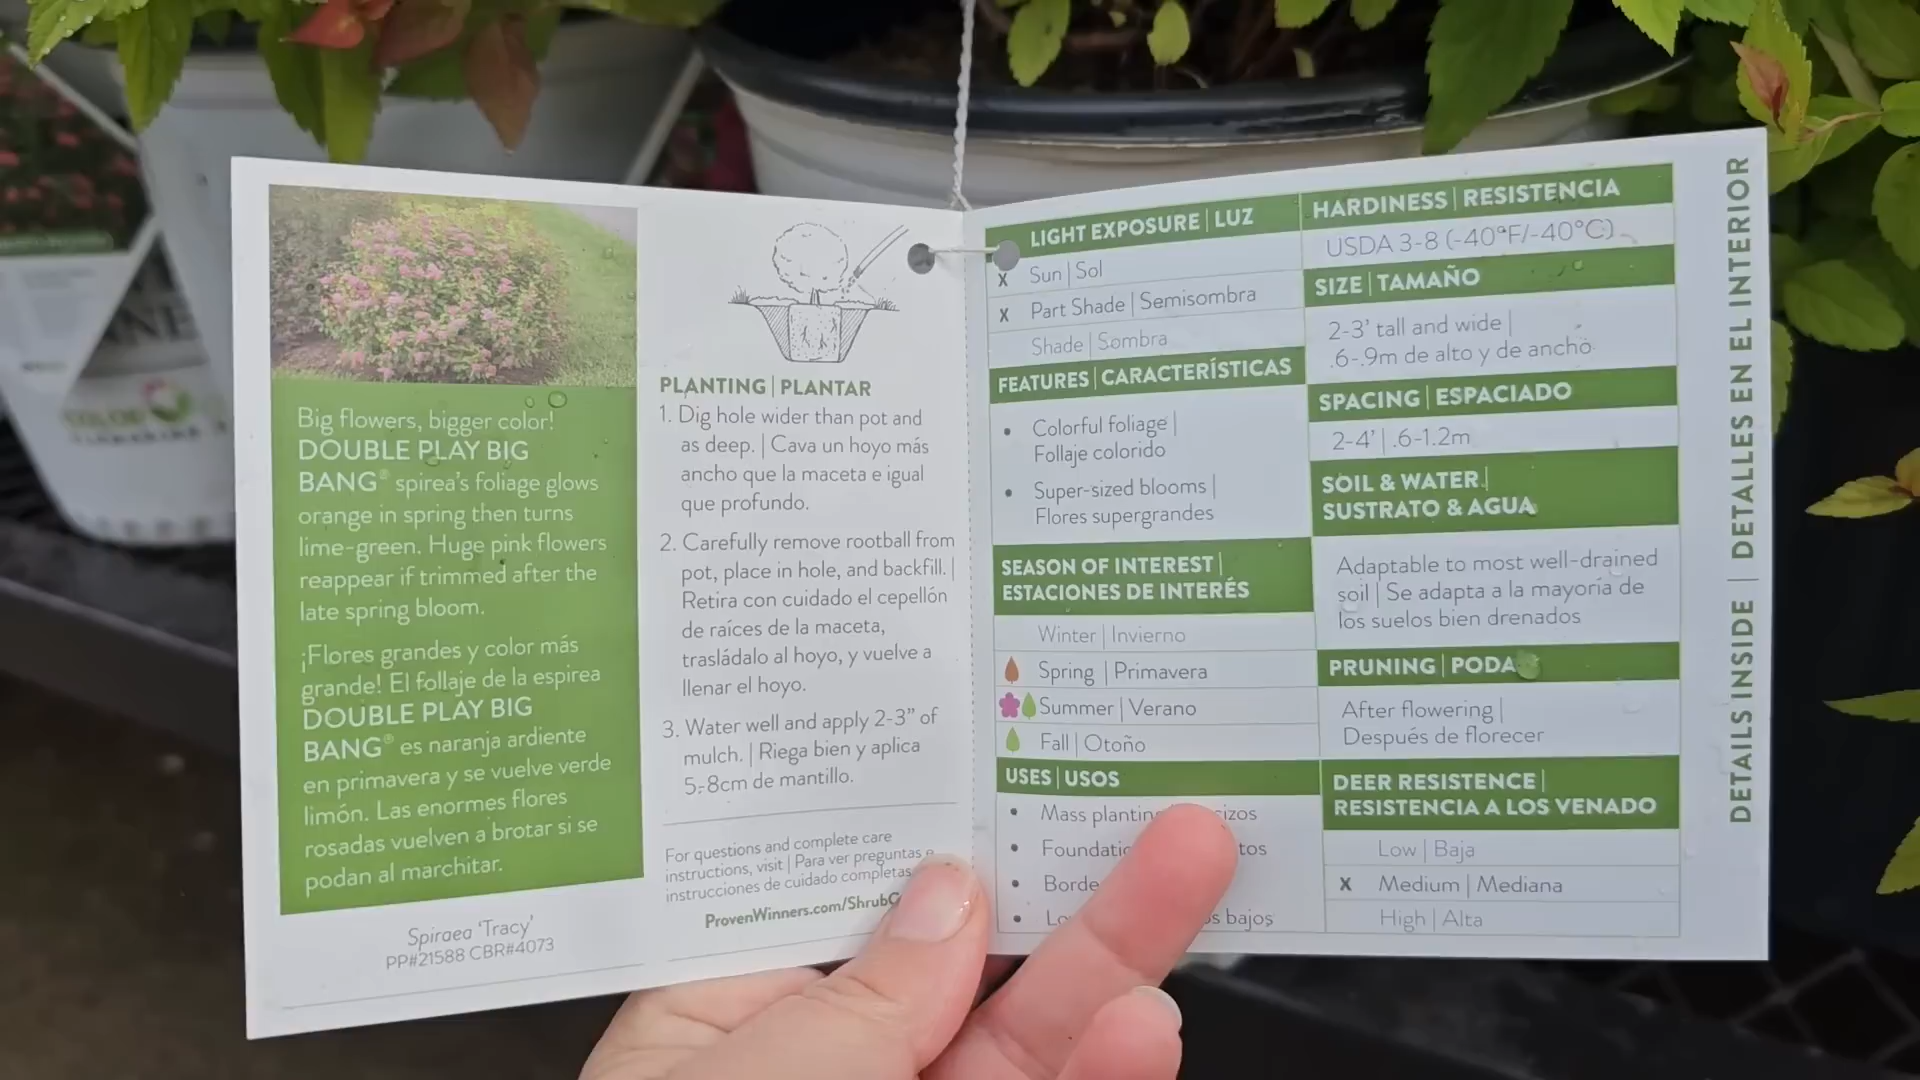 Big flowers, bigger color!
DOUBLE PLAY BIG
BANG® spirea's foliage glows
orange in spring then turns
lime-green. Huge pink flowers
reappear if trimmed after the
late spring bloom.
¡Flores grandes y color más
grande! El follaje de la espirea
DOUBLE PLAY BIG
BANG® es naranja ardiente
en primavera y se vuelve verde
limón. Las enormes flores
rosadas vuelven a brotar si se
podan al marchitar.
Spiraea 'Tracy'
PP#21588 CBR#4073
PLANTING | PLANTAR
1. Dig hole wider than pot and
as deep. | Cava un hoyo más
ancho que la maceta e igual
que profundo.
2. Carefully remove rootball from
pot, place in hole, and backfill. |
Retira con cuidado el cepellón
de raíces de la maceta,
trasládalo al hoyo, y vuelve a
llenar el hoyo.
3. Water well and apply 2-3" of
mulch. | Riega bien y aplica
5-8cm de mantillo.
For questions and complete care
instructions, visit | Para ver preguntas e
instrucciones de cuidado completas
ProvenWinners.com/ShrubC
LIGHT EXPOSURE | LUZ
X Sun | Sol
X Part Shade | Semisombra
Shade | Sombra
FEATURES | CARACTERÍSTICAS
• Colorful foliage |
Follaje colorido
• Super-sized blooms |
Flores supergrandes
SEASON OF INTEREST |
ESTACIONES DE INTERÉS
Winter | Invierno
Spring | Primavera
Summer | Verano
Fall | Otoño
USES | USOS
• Mass planting
• 
• 
• bajos
HARDINESS | RESISTENCIA
USDA 3-8 (-40°F/-40°C)
SIZE | TAMAÑO
2-3' tall and wide |
.6-.9m de alto y de ancho
SPACING | ESPACIADO
2-4' | .6-1.2m
SOIL & WATER |
SUSTRATO & AGUA
Adaptable to most well-drained
soil | Se adapta a la mayoría de
los suelos bien drenados
PRUNING | PODA
After flowering |
Después de florecer
DEER RESISTENCE |
RESISTENCIA A LOS VENADO
Low | Baja
X Medium | Mediana
High | Alta
DETAILS INSIDE | DETALLES EN EL INTERIOR